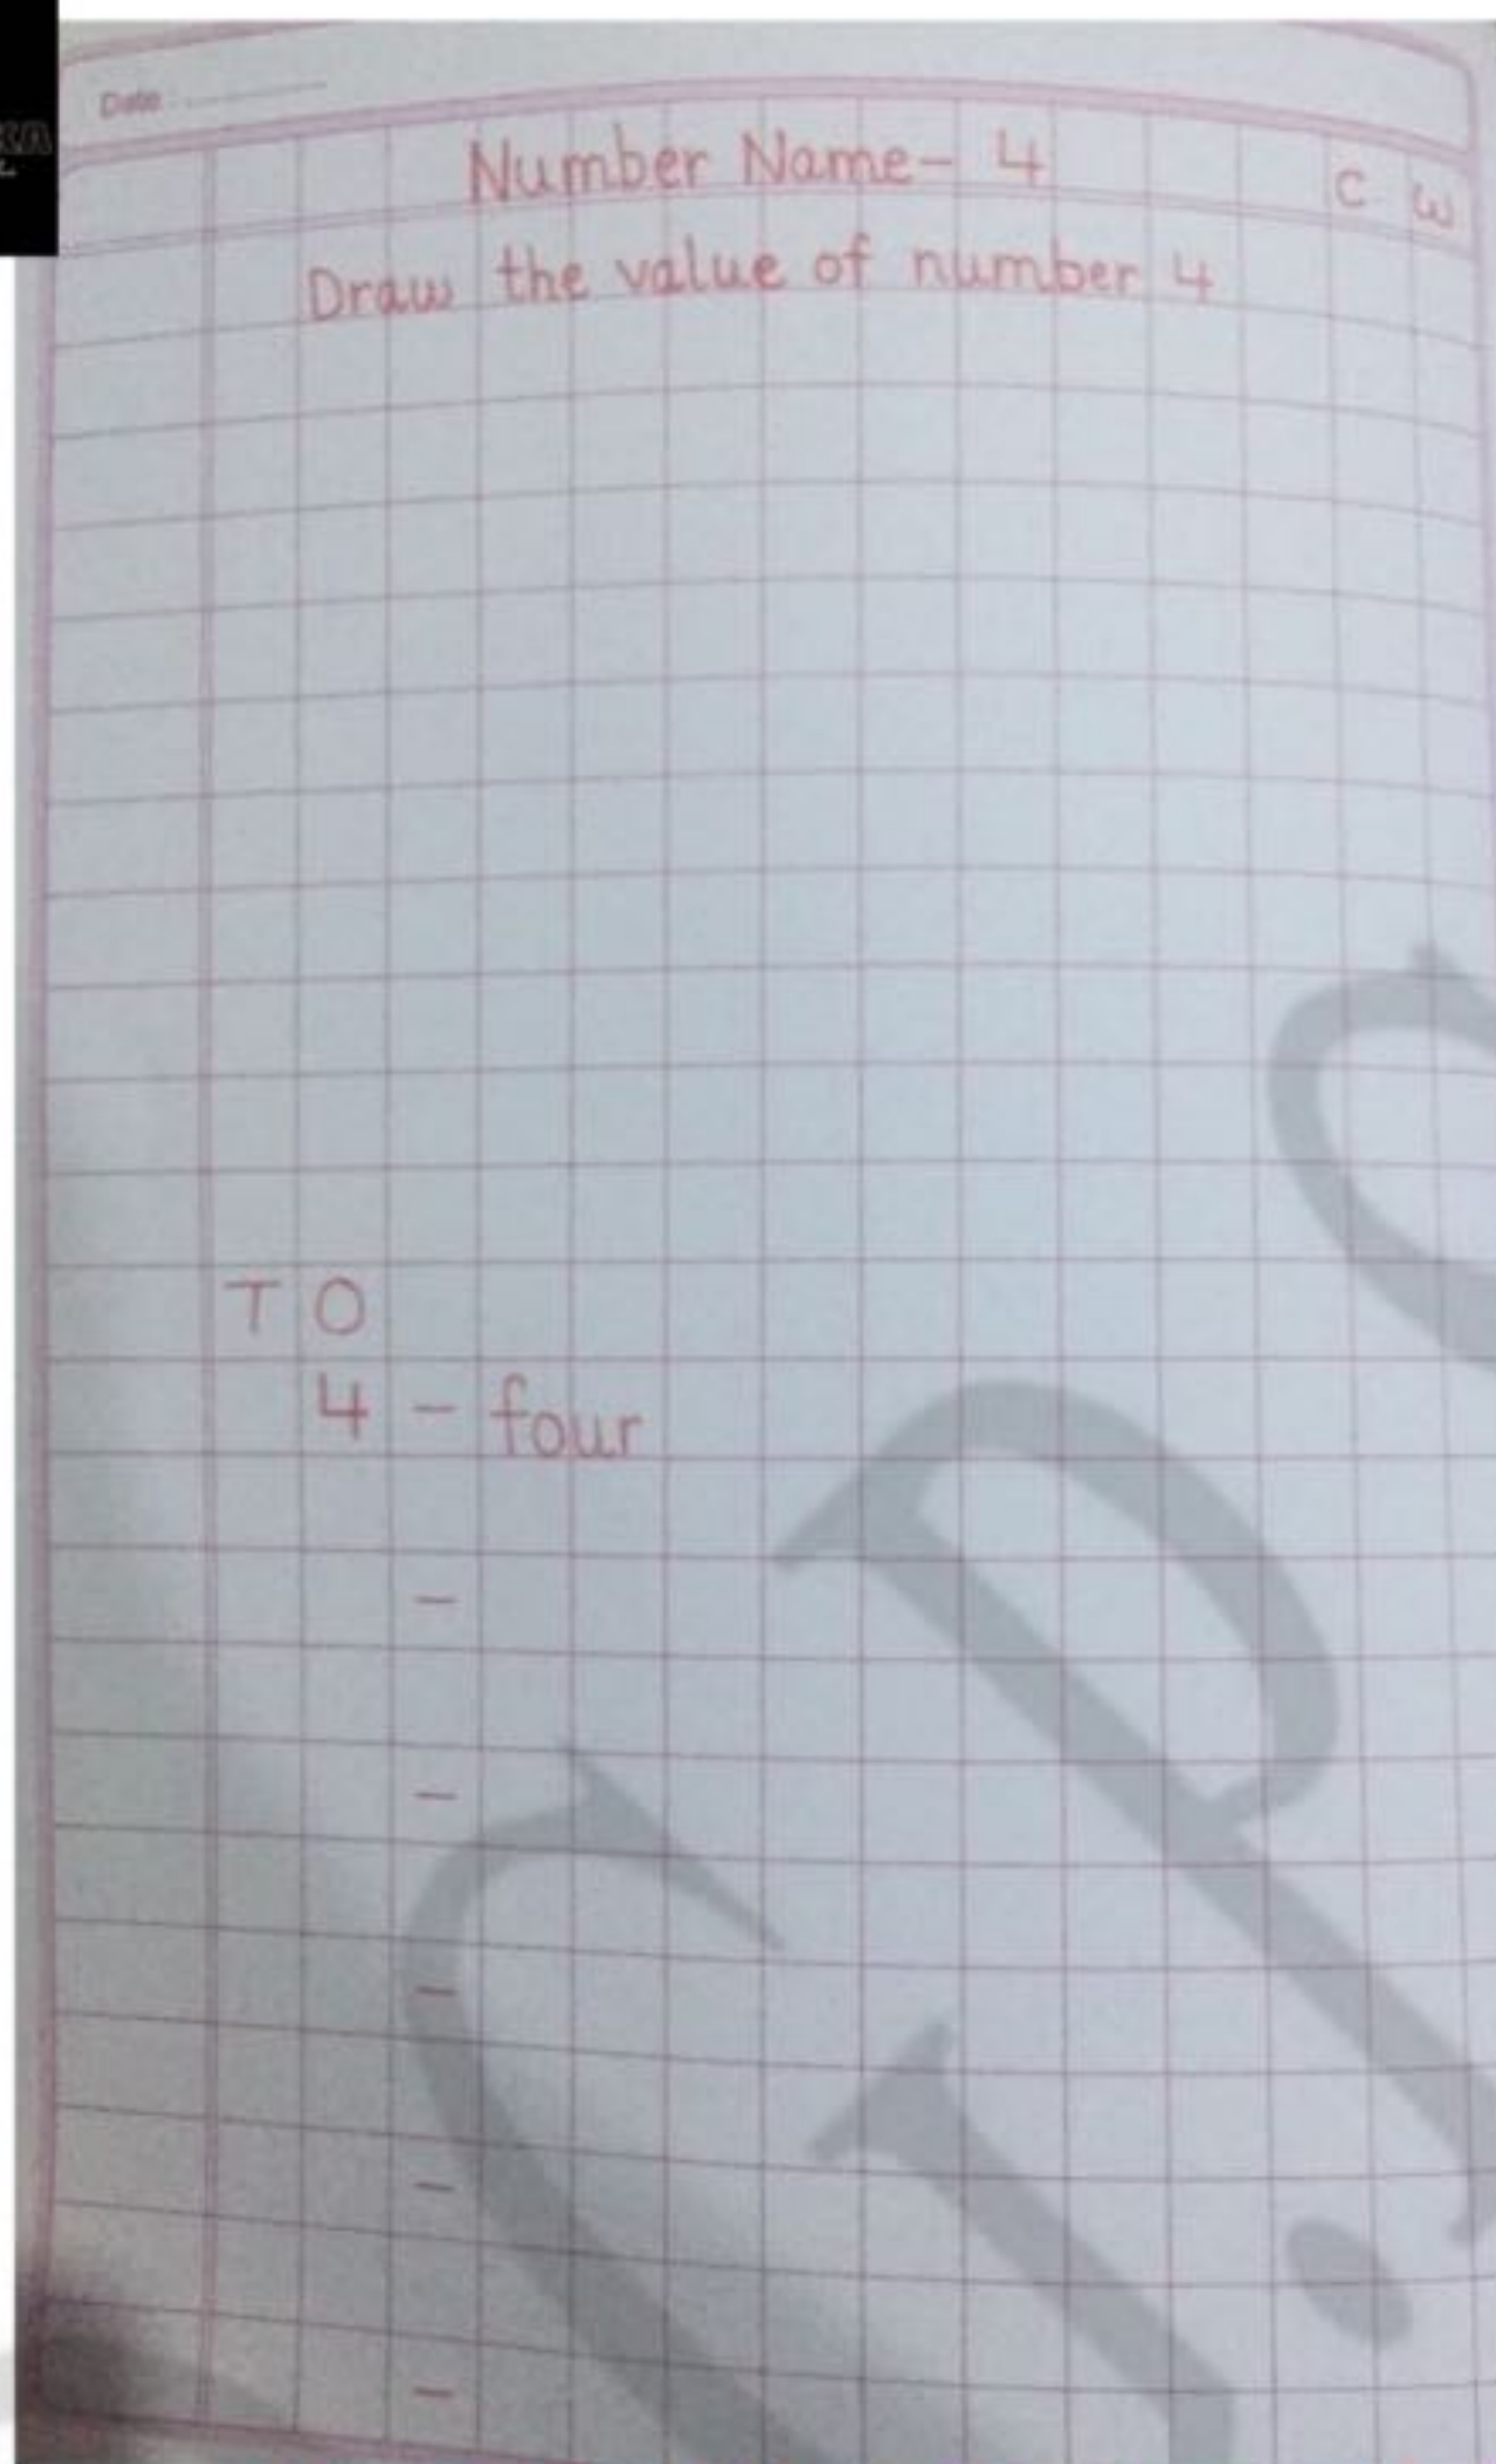 Date
Number Name - 4 C W
Draw the value of number 4
T O
4 - four
-
-
-
-
-